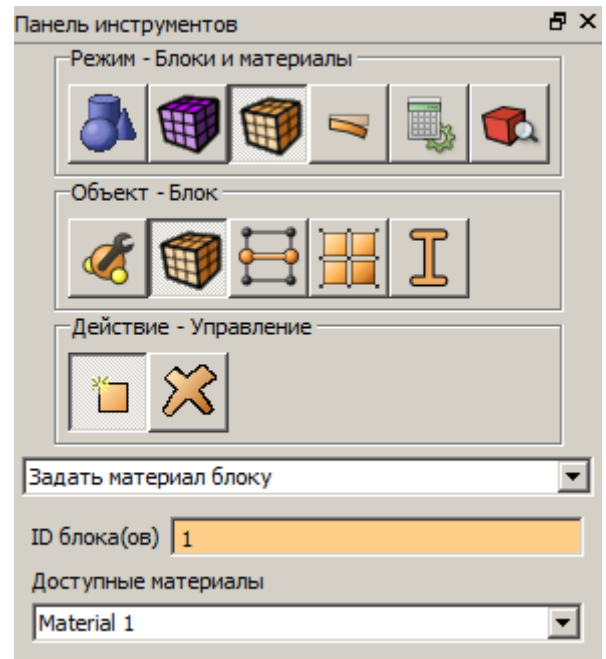 Панель инструментов
Режим - Блоки и материалы
Объект - Блок
Действие - Управление
Задать материал блоку
ID блока(ов) 1
Доступные материалы
Material 1